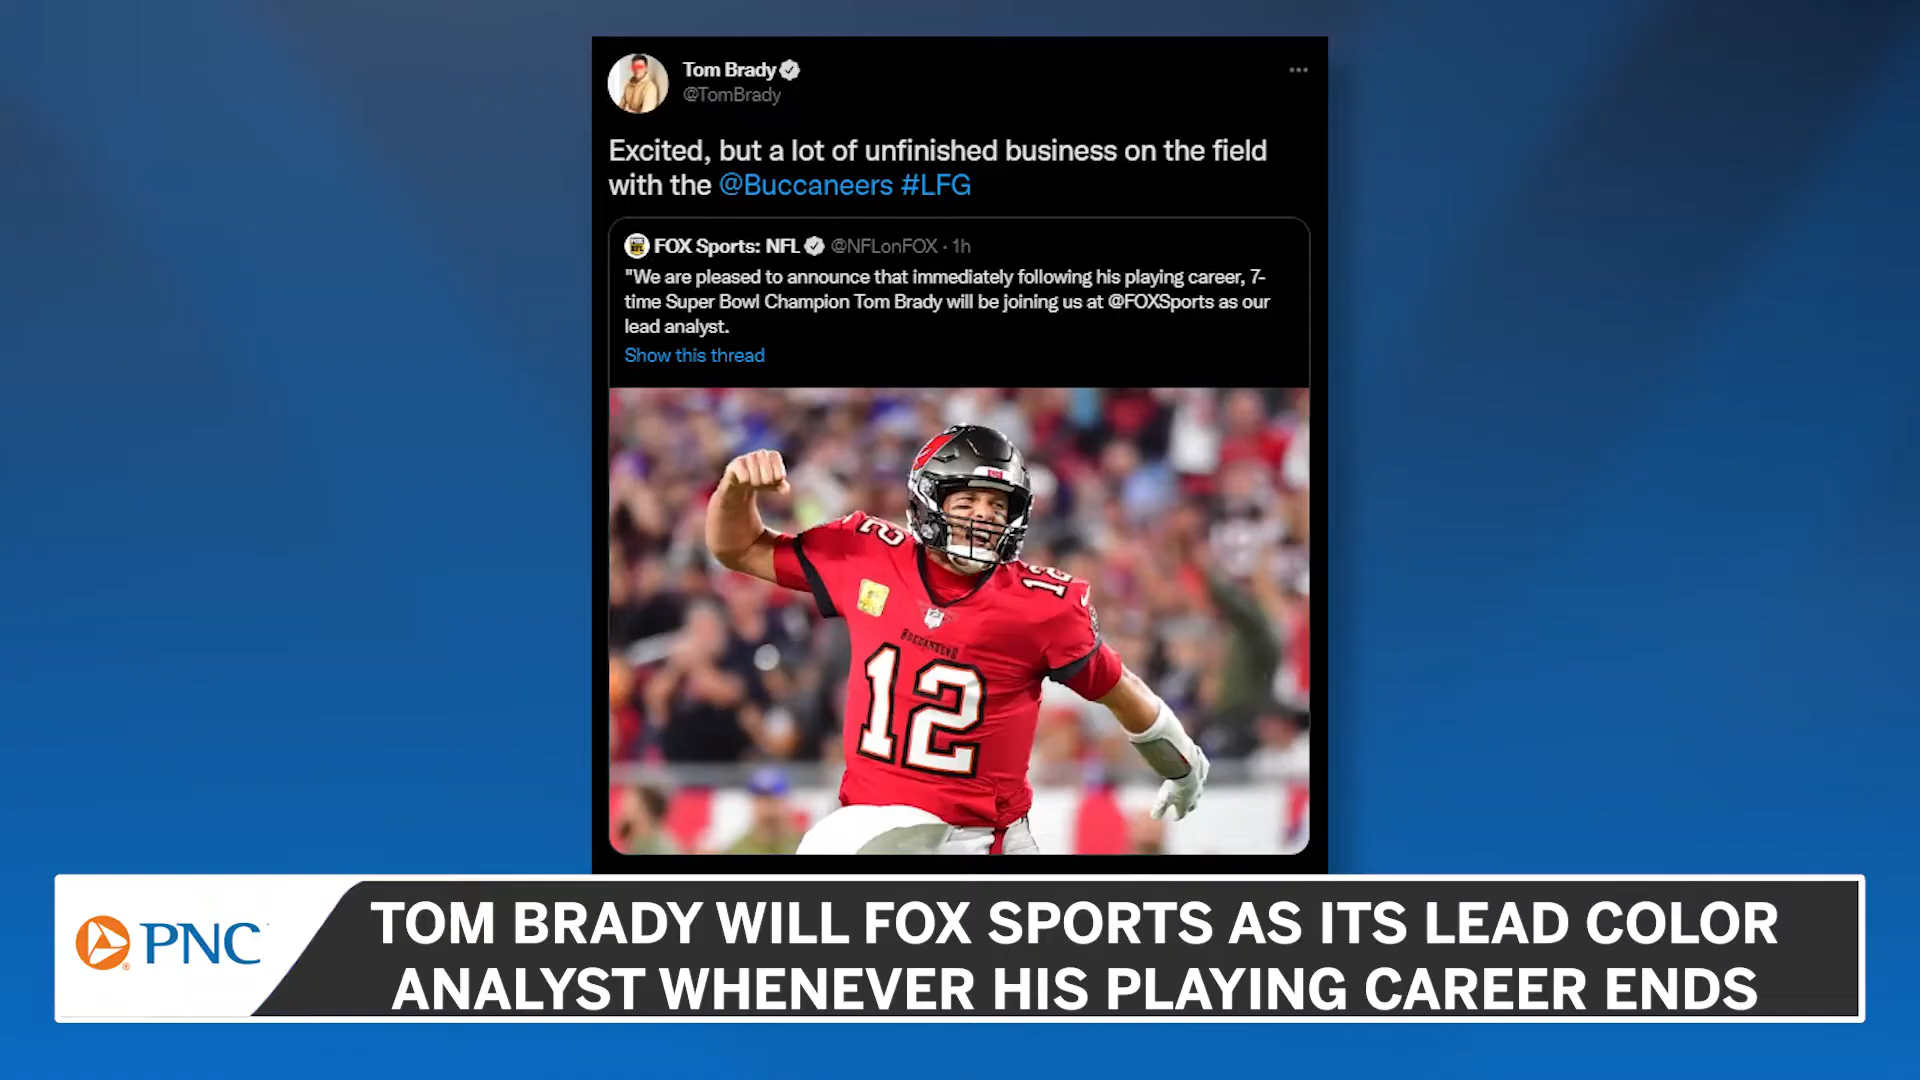 Tom Brady
@TomBrady
Excited, but a lot of unfinished business on the field
with the @Buccaneers #LFG
FOX Sports: NFL @NFLonFOX · 1h
"We are pleased to announce that immediately following his playing career, 7-
time Super Bowl Champion Tom Brady will be joining us at @FOXSports as our
lead analyst.
Show this thread
12
12
BUCCANEERS
12
PNC
TOM BRADY WILL FOX SPORTS AS ITS LEAD COLOR
ANALYST WHENEVER HIS PLAYING CAREER ENDS